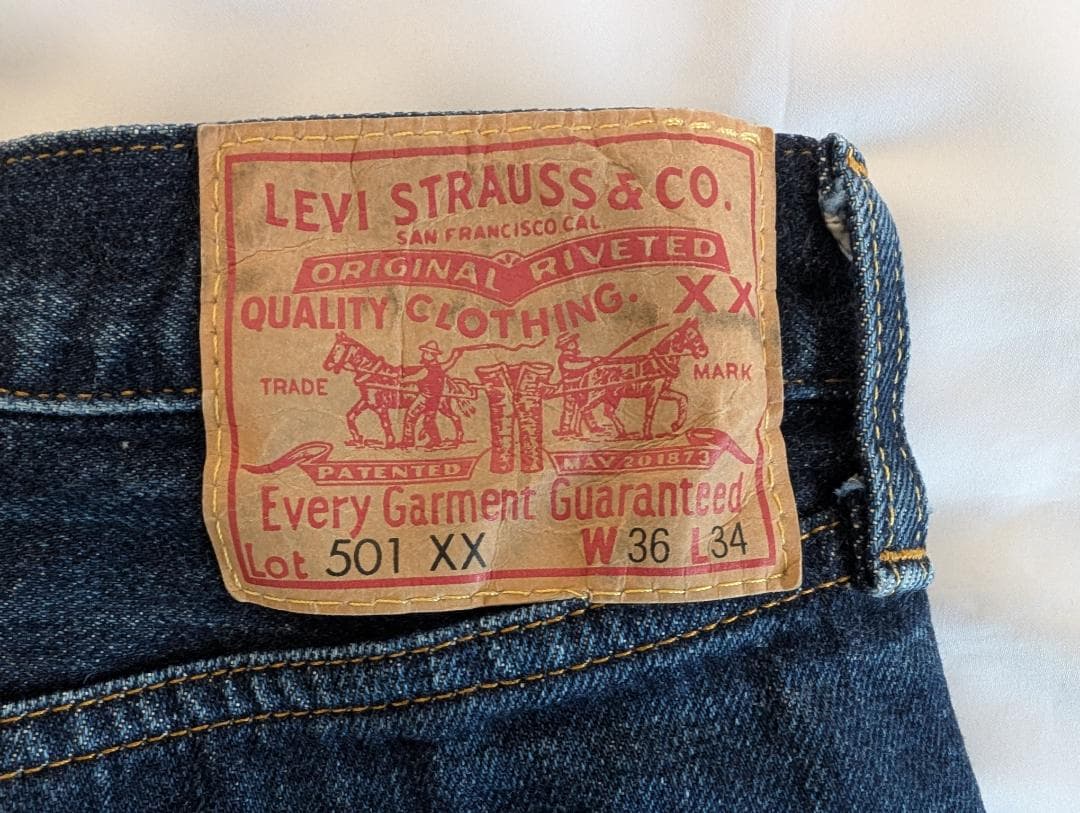 LEVI STRAUSS & CO.
SAN FRANCISCO CAL.
ORIGINAL RIVETED
QUALITY CLOTHING. XX
TRADE MARK
PATENTED MAY 20 1873
Every Garment Guaranteed
Lot 501 XX W 36 L 34